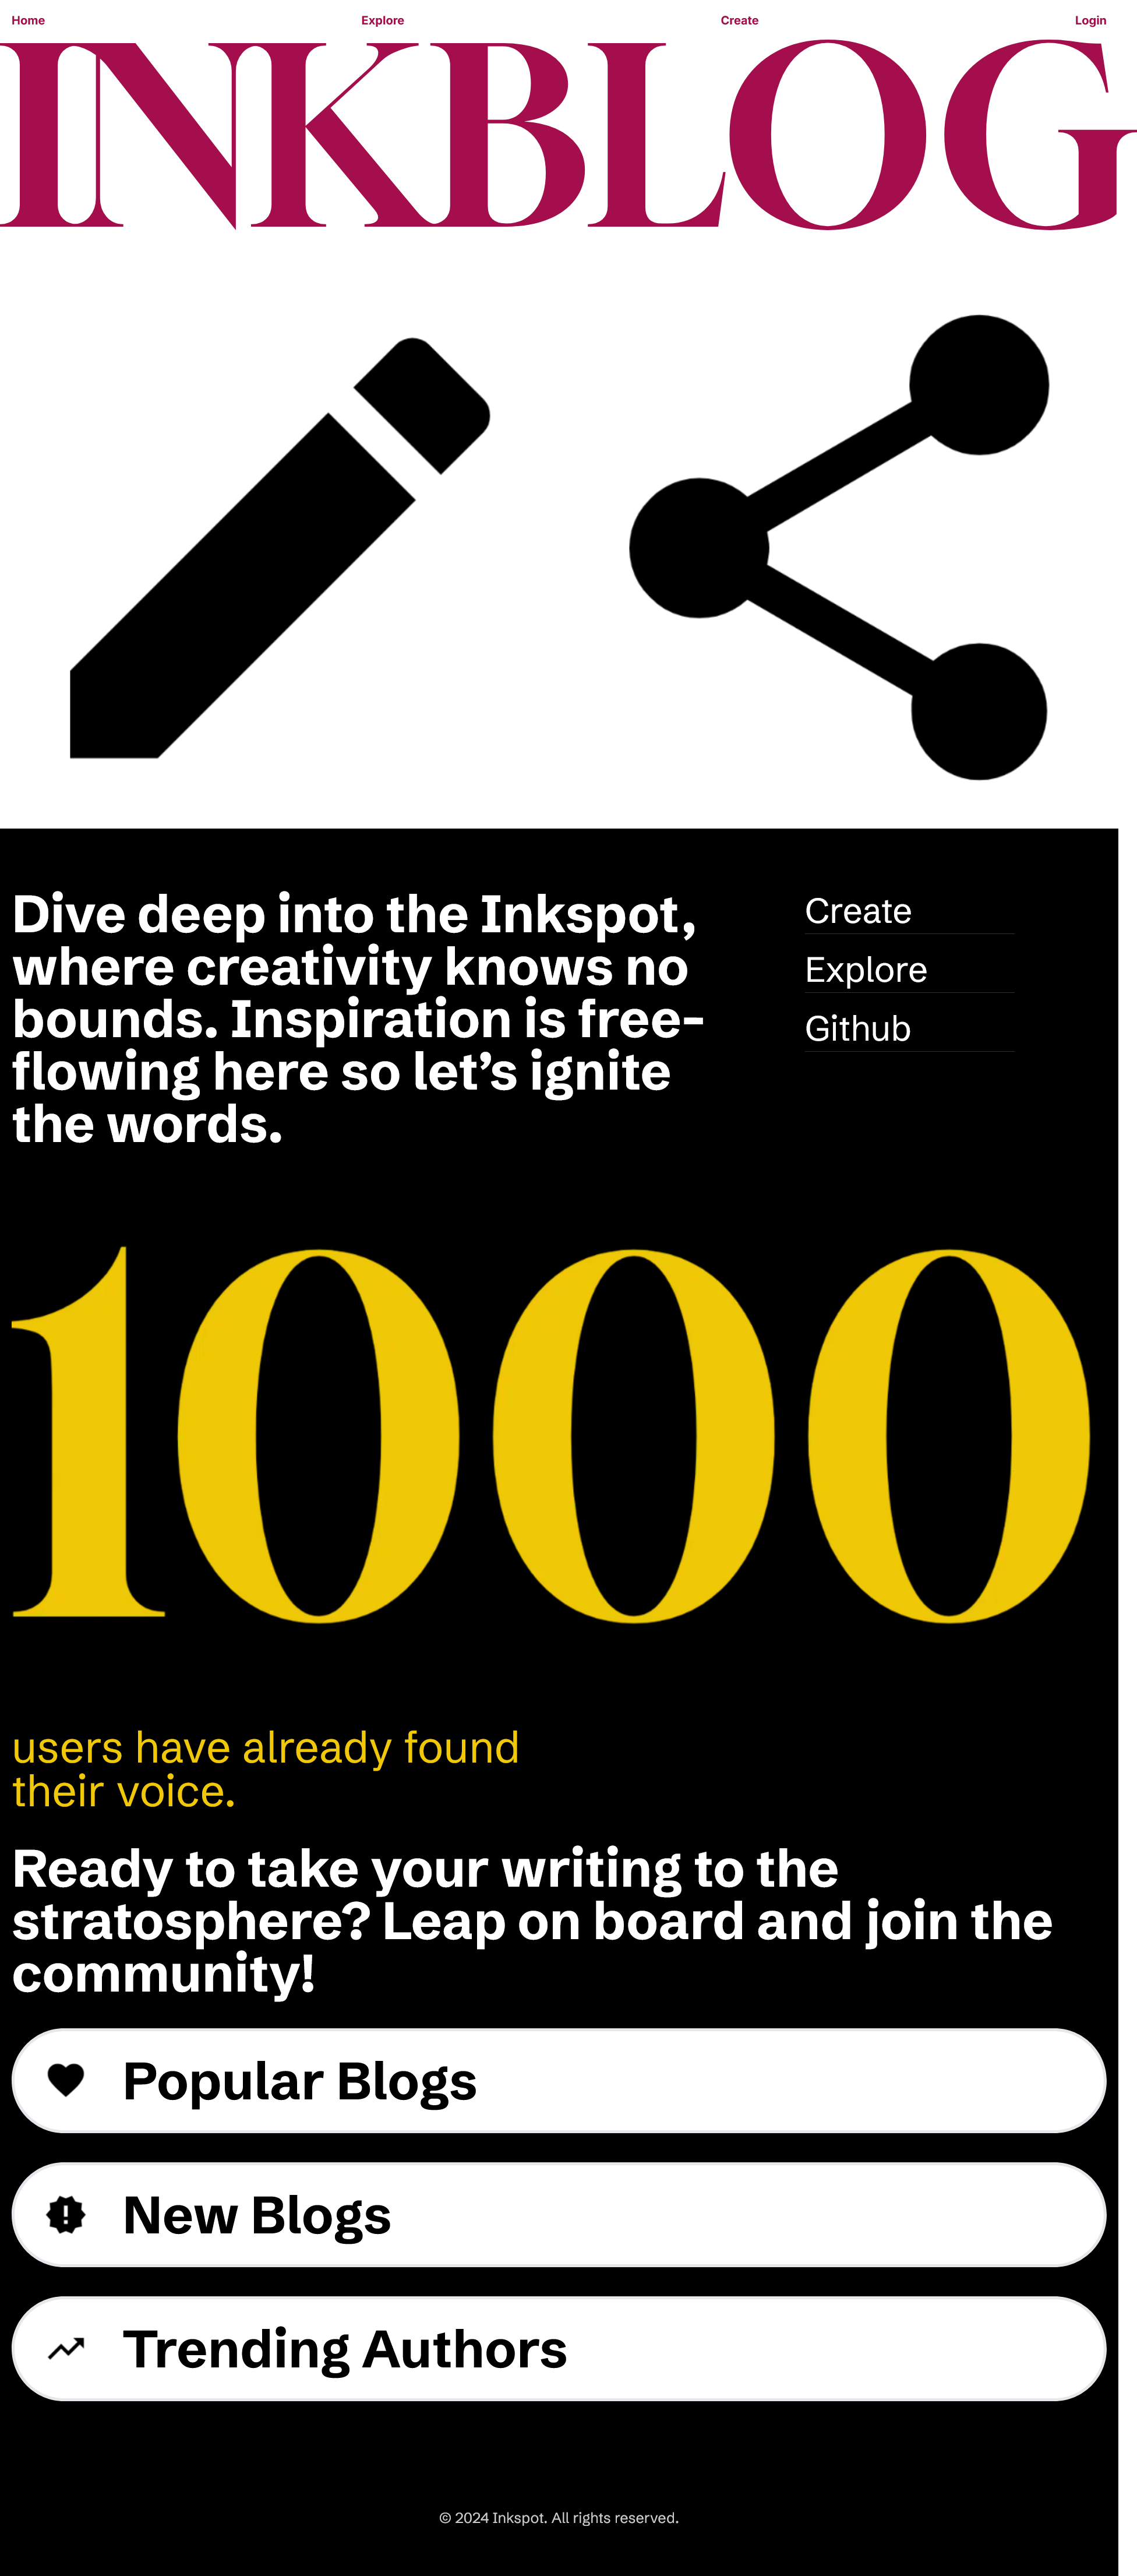 Home Explore Create Login
INKBLOG
Dive deep into the Inkspot,
where creativity knows no
bounds. Inspiration is free-
flowing here so let’s ignite
the words.
Create
Explore
Github
1000
users have already found
their voice.
Ready to take your writing to the
stratosphere? Leap on board and join the
community!
Popular Blogs
New Blogs
Trending Authors
© 2024 Inkspot. All rights reserved.